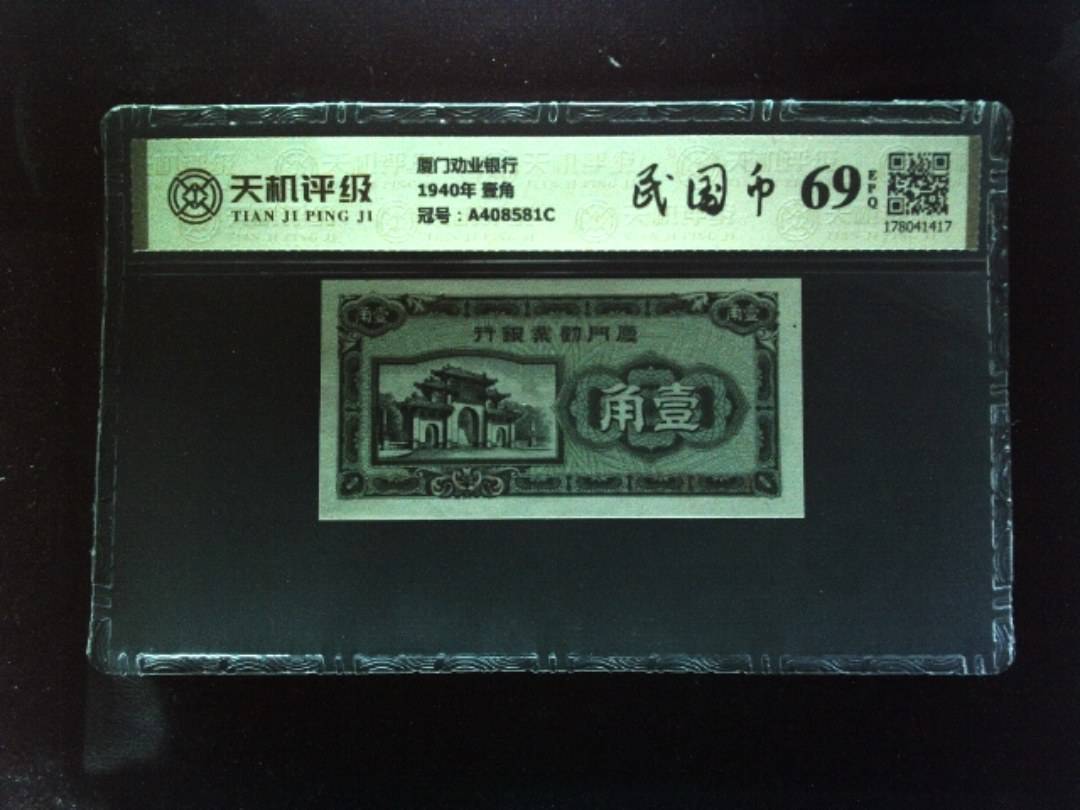 天机评级
TIAN JI PING JI
厦门劝业银行
1940年 壹角
冠号：A408581C
民国币
69
EPQ
178041417
角壹
角壹
行銀業勸門廈
角壹